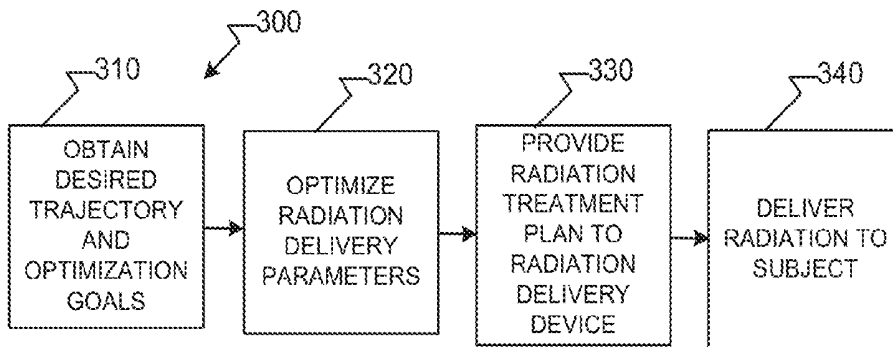 300
310
320
330
340
OBTAIN
DESIRED
TRAJECTORY
AND
OPTIMIZATION
GOALS
OPTIMIZE
RADIATION
DELIVERY
PARAMETERS
PROVIDE
RADIATION
TREATMENT
PLAN TO
RADIATION
DELIVERY
DEVICE
DELIVER
RADIATION TO
SUBJECT